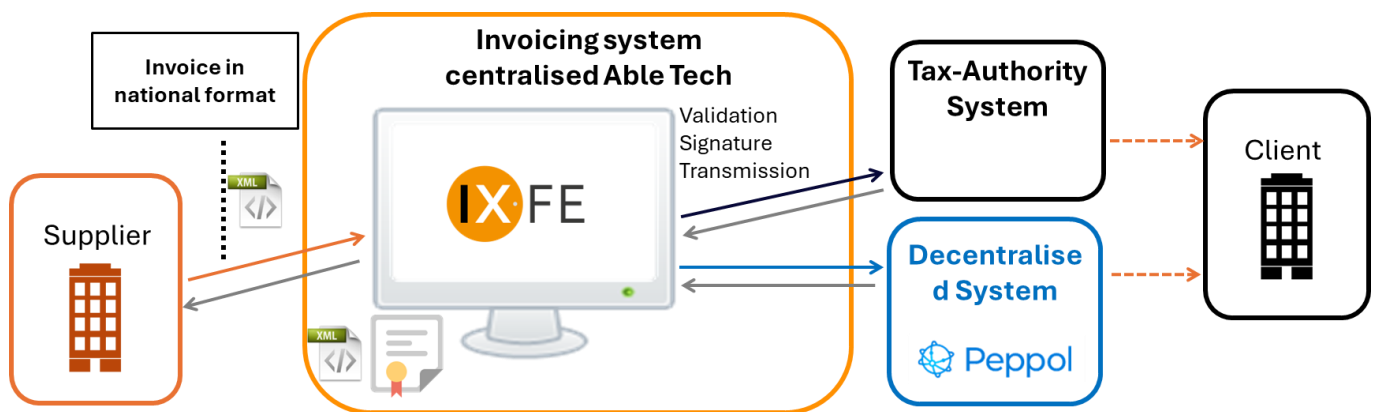 Invoice in
national format
XML
Supplier
Invoicing system
centralised Able Tech
IX.FE
Validation
Signature
Transmission
XML
Tax-Authority
System
Decentralise
d System
Peppol
Client